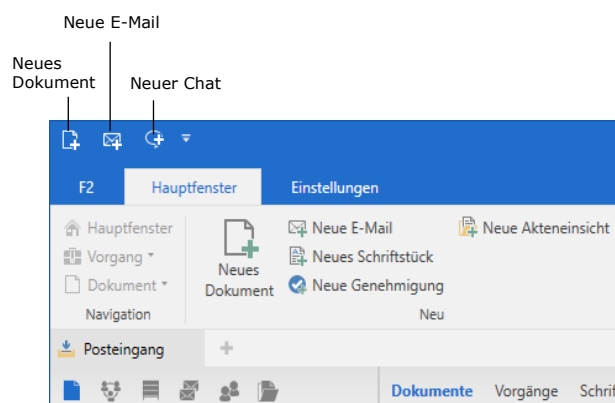 Neue E-Mail
Neues
Dokument
Neuer Chat
F2
Hauptfenster
Einstellungen
Hauptfenster
Vorgang
Dokument
Navigation
Neues
Dokument
Neue E-Mail
Neues Schriftstück
Neue Genehmigung
Neue Akteneinsicht
Neu
Posteingang
Dokumente
Vorgänge
Schrif